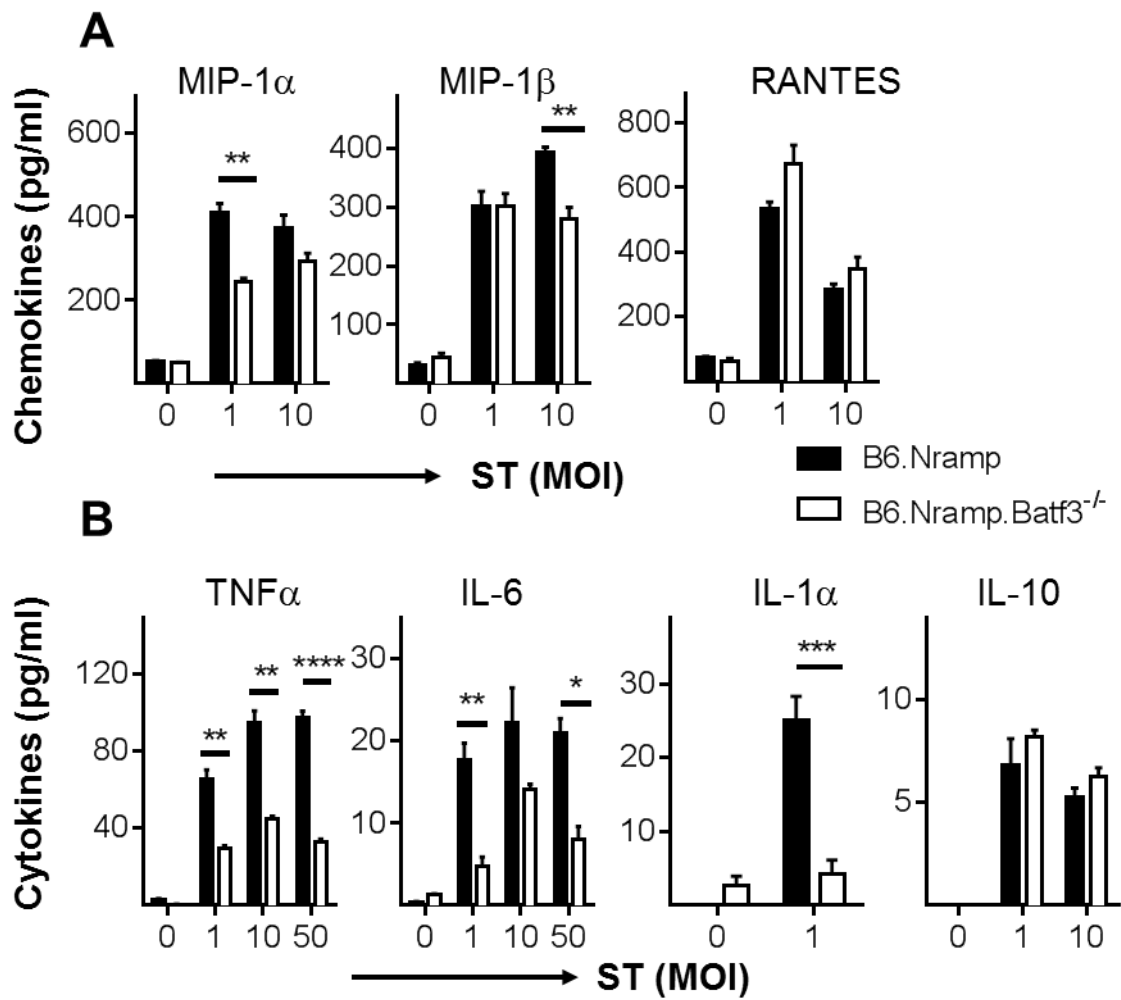 A
MIP-1α
MIP-1β
RANTES
Chemokines (pg/ml)
600
400
200
**
0 1 10
400
300
200
100
**
0 1 10
800
600
400
200
0 1 10
ST (MOI)
B6.Nramp
B6.Nramp.Batf3-/-
B
TNFα
IL-6
IL-1α
IL-10
Cytokines (pg/ml)
120
80
40
** ** ****
0 1 10 50
30
20
10
** *
0 1 10 50
30
20
10
***
0 1
10
5
0 1 10
ST (MOI)